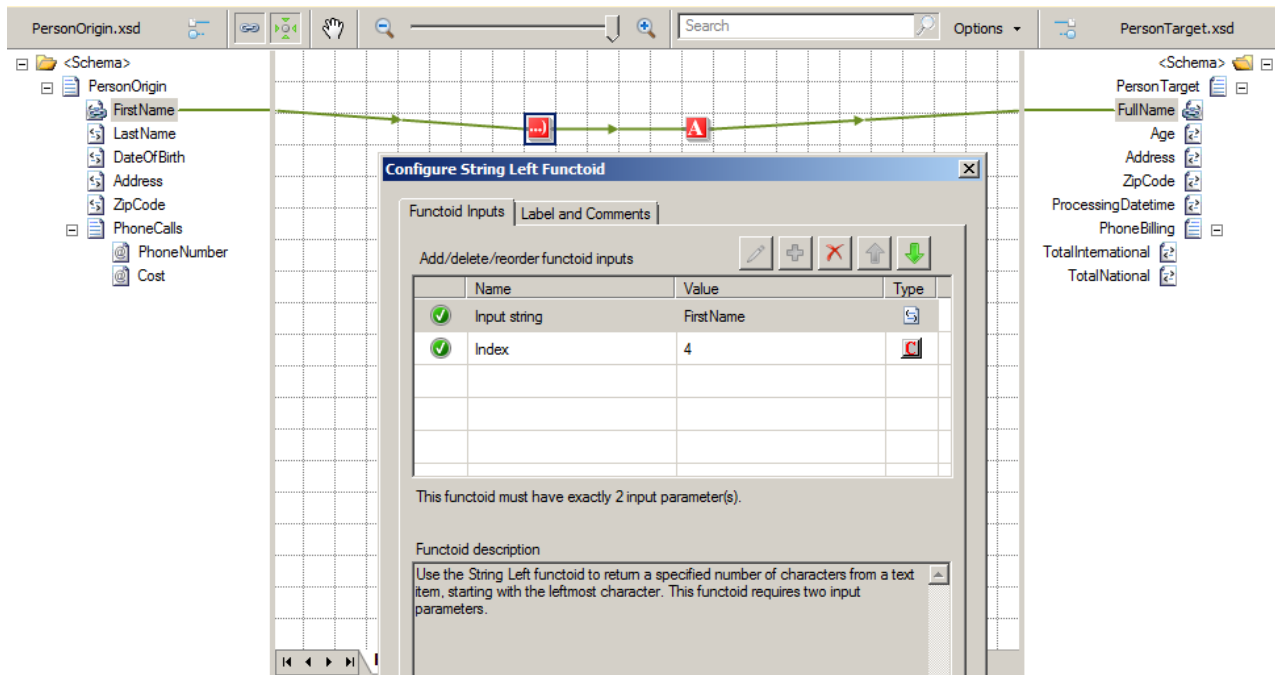 PersonOrigin.xsd
Search
Options
PersonTarget.xsd
<Schema>
PersonOrigin
FirstName
LastName
DateOfBirth
Address
ZipCode
PhoneCalls
PhoneNumber
Cost
...)
A
<Schema>
PersonTarget
FullName
Age
Address
ZipCode
ProcessingDatetime
PhoneBilling
TotalInternational
TotalNational
Configure String Left Functoid
Functoid Inputs Label and Comments
Add/delete/reorder functoid inputs
Name Value Type
Input string FirstName
Index 4 C
This functoid must have exactly 2 input parameter(s).
Functoid description
Use the String Left functoid to return a specified number of characters from a text
item, starting with the leftmost character. This functoid requires two input
parameters.